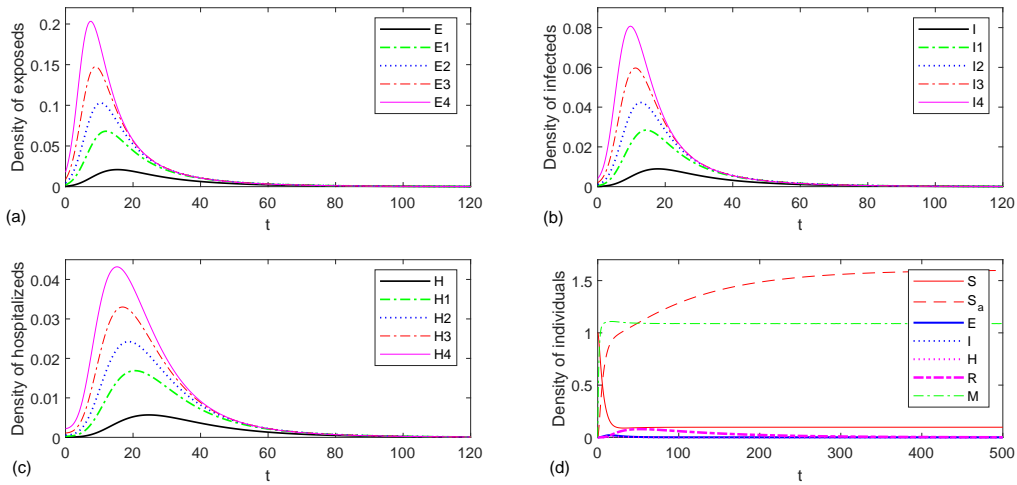 Density of exposeds
0.2
0.15
0.1
0.05
0
0 20 40 60 80 100 120
t
(a)
E
E1
E2
E3
E4
Density of infecteds
0.08
0.06
0.04
0.02
0
0 20 40 60 80 100 120
t
(b)
I
I1
I2
I3
I4
Density of hospitalizeds
0.04
0.03
0.02
0.01
0
0 20 40 60 80 100 120
t
(c)
H
H1
H2
H3
H4
Density of individuals
1.5
1
0.5
0
0 100 200 300 400 500
t
(d)
S
S_a
E
I
H
R
M